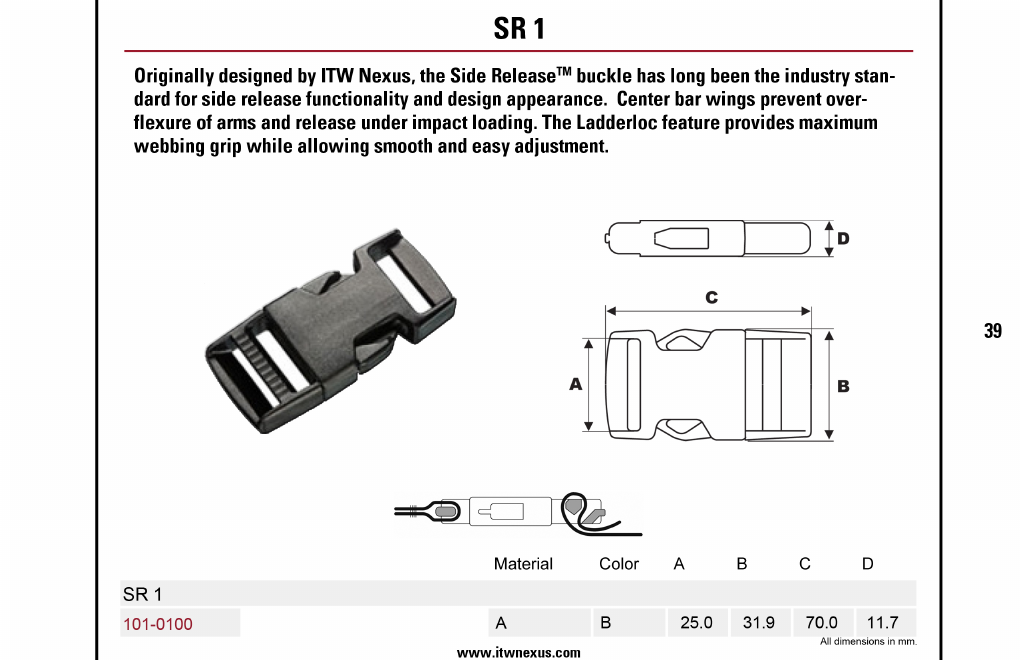 SR 1
Originally designed by ITW Nexus, the Side Release™ buckle has long been the industry stan-
dard for side release functionality and design appearance.  Center bar wings prevent over-
flexure of arms and release under impact loading. The Ladderloc feature provides maximum
webbing grip while allowing smooth and easy adjustment.
D
C
39
A
B
Material Color A B C D
SR 1
101-0100 A B 25.0 31.9 70.0 11.7
All dimensions in mm.
www.itwnexus.com